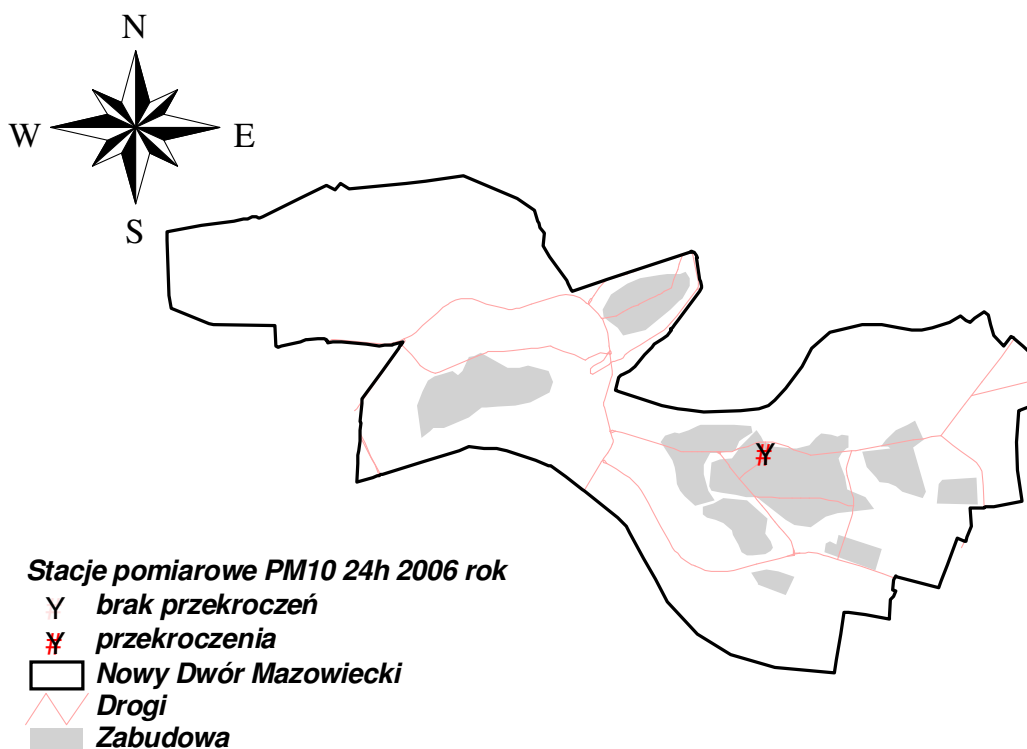 N
W E
S
Stacje pomiarowe PM10 24h 2006 rok
brak przekroczeń
przekroczenia
Nowy Dwór Mazowiecki
Drogi
Zabudowa